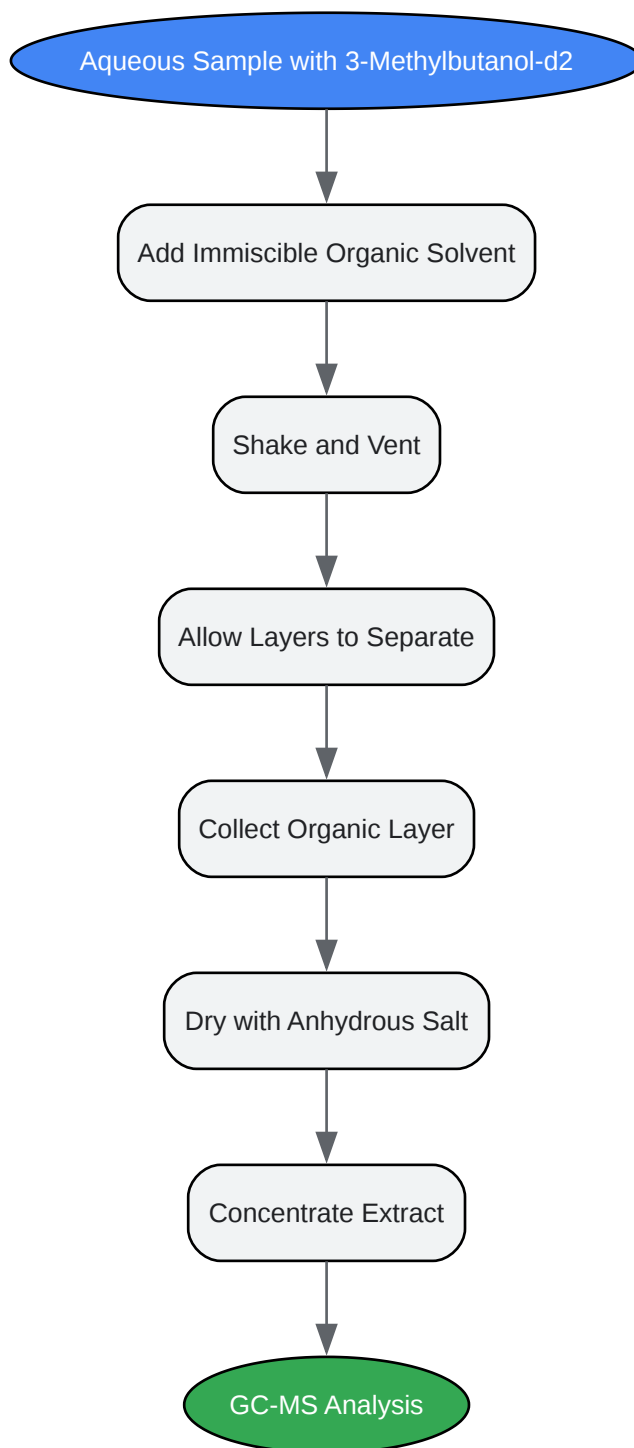 Aqueous Sample with 3-Methylbutanol-d2
Add Immiscible Organic Solvent
Shake and Vent
Allow Layers to Separate
Collect Organic Layer
Dry with Anhydrous Salt
Concentrate Extract
GC-MS Analysis